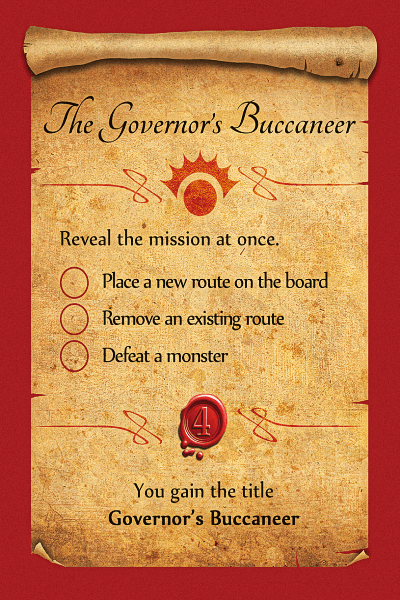 The Governor's Buccaneer
Reveal the mission at once.
Place a new route on the board
Remove an existing route
Defeat a monster
4
You gain the title
Governor's Buccaneer